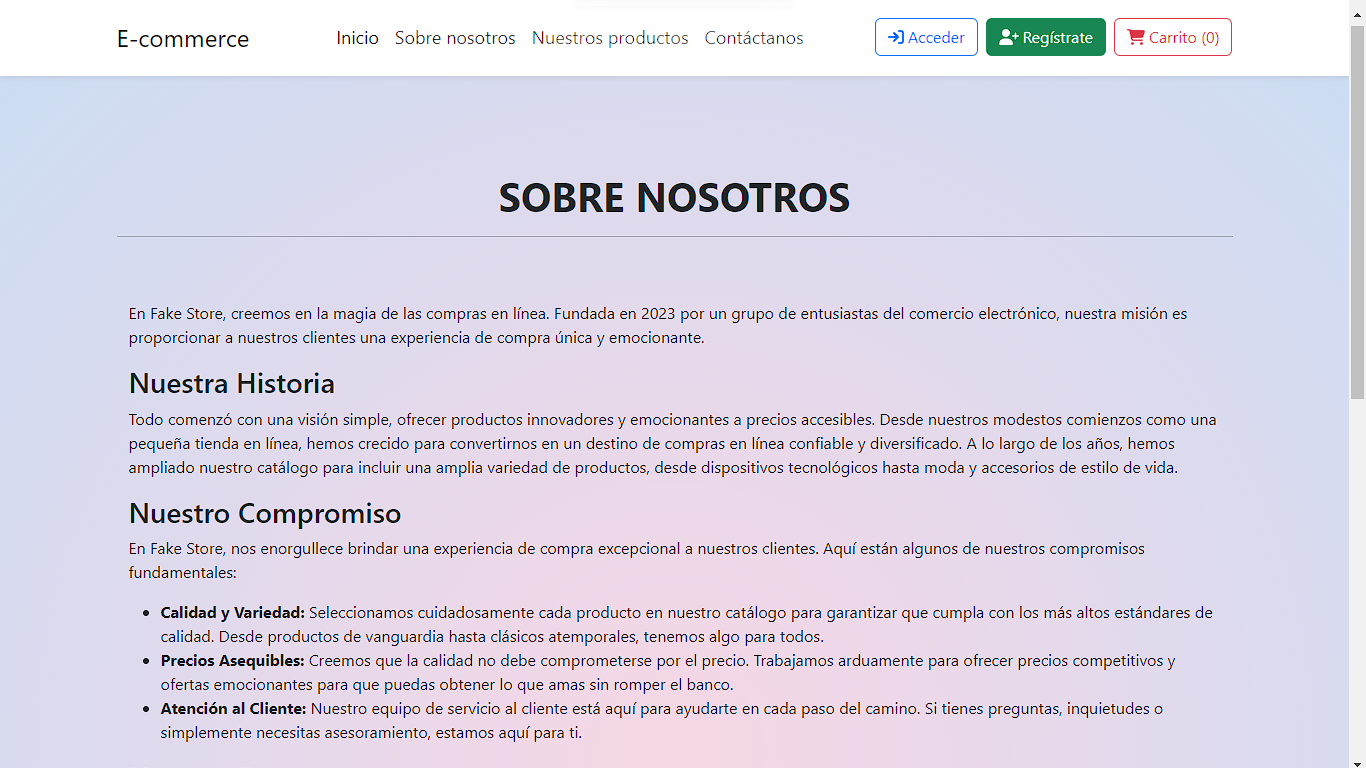 E-commerce Inicio Sobre nosotros Nuestros productos Contáctanos Acceder Regístrate Carrito (0)
SOBRE NOSOTROS
En Fake Store, creemos en la magia de las compras en línea. Fundada en 2023 por un grupo de entusiastas del comercio electrónico, nuestra misión es
proporcionar a nuestros clientes una experiencia de compra única y emocionante.
Nuestra Historia
Todo comenzó con una visión simple, ofrecer productos innovadores y emocionantes a precios accesibles. Desde nuestros modestos comienzos como una
pequeña tienda en línea, hemos crecido para convertirnos en un destino de compras en línea confiable y diversificado. A lo largo de los años, hemos
ampliado nuestro catálogo para incluir una amplia variedad de productos, desde dispositivos tecnológicos hasta moda y accesorios de estilo de vida.
Nuestro Compromiso
En Fake Store, nos enorgullece brindar una experiencia de compra excepcional a nuestros clientes. Aquí están algunos de nuestros compromisos
fundamentales:
• Calidad y Variedad: Seleccionamos cuidadosamente cada producto en nuestro catálogo para garantizar que cumpla con los más altos estándares de
calidad. Desde productos de vanguardia hasta clásicos atemporales, tenemos algo para todos.
• Precios Asequibles: Creemos que la calidad no debe comprometerse por el precio. Trabajamos arduamente para ofrecer precios competitivos y
ofertas emocionantes para que puedas obtener lo que amas sin romper el banco.
• Atención al Cliente: Nuestro equipo de servicio al cliente está aquí para ayudarte en cada paso del camino. Si tienes preguntas, inquietudes o
simplemente necesitas asesoramiento, estamos aquí para ti.